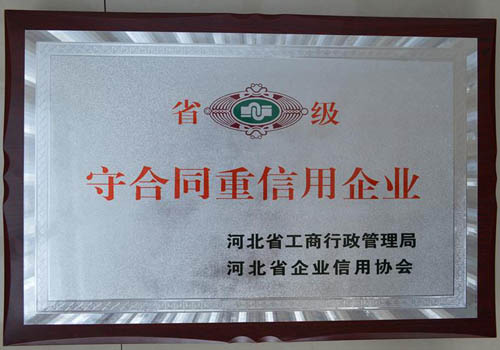 省级
守合同重信用企业
河北省工商行政管理局
河北省企业信用协会